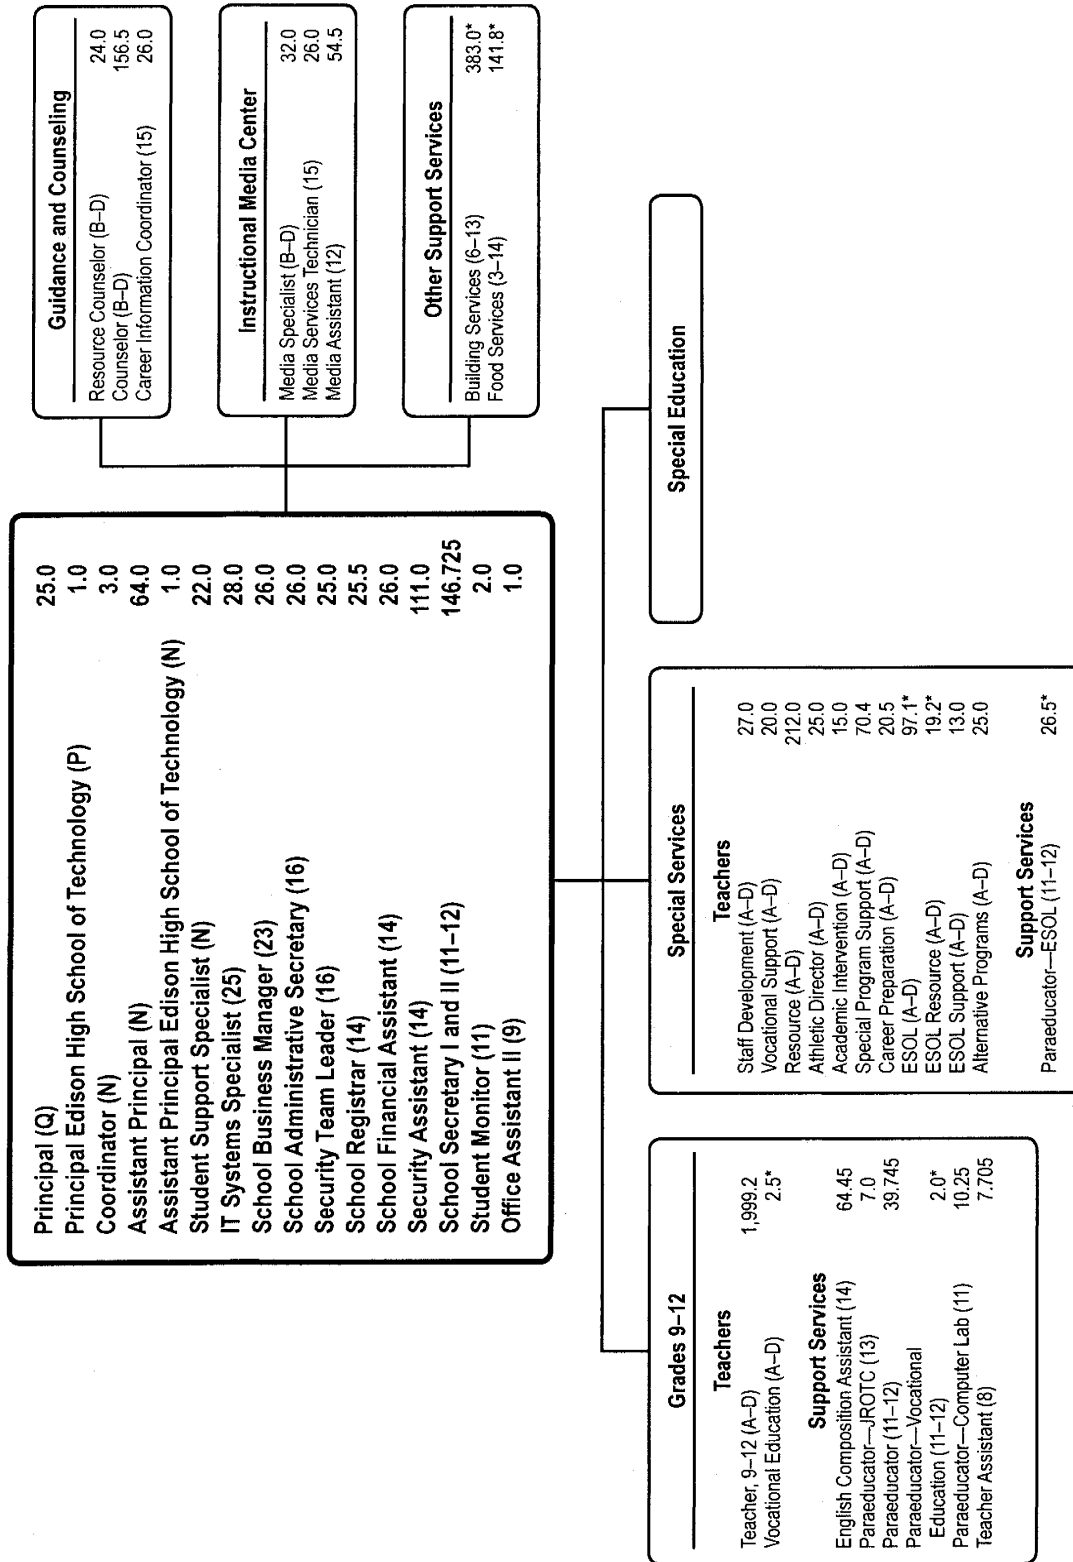 Principal (Q) 25.0
Principal Edison High School of Technology (P) 1.0
Coordinator (N) 3.0
Assistant Principal (N) 64.0
Assistant Principal Edison High School of Technology (N) 1.0
Student Support Specialist (N) 22.0
IT Systems Specialist (25) 28.0
School Business Manager (23) 26.0
School Administrative Secretary (16) 26.0
Security Team Leader (16) 25.0
School Registrar (14) 25.5
School Financial Assistant (14) 26.0
Security Assistant (14) 111.0
School Secretary I and II (11–12) 146.725
Student Monitor (11) 2.0
Office Assistant II (9) 1.0
Guidance and Counseling
Resource Counselor (B–D) 24.0
Counselor (B–D) 156.5
Career Information Coordinator (15) 26.0
Instructional Media Center
Media Specialist (B–D) 32.0
Media Services Technician (15) 26.0
Media Assistant (12) 54.5
Other Support Services
Building Services (6–13) 383.0*
Food Services (3–14) 141.8*
Grades 9–12
Teachers
Teacher, 9–12 (A–D) 1,999.2
Vocational Education (A–D) 2.5*
Support Services
English Composition Assistant (14) 64.45
Paraeducator—JROTC (13) 7.0
Paraeducator (11–12) 39.745
Paraeducator—Vocational
Education (11–12) 2.0*
Paraeducator—Computer Lab (11) 10.25
Teacher Assistant (8) 7.705
Special Services
Teachers
Staff Development (A–D) 27.0
Vocational Support (A–D) 20.0
Resource (A–D) 212.0
Athletic Director (A–D) 25.0
Academic Intervention (A–D) 15.0
Special Program Support (A–D) 70.4
Career Preparation (A–D) 20.5
ESOL (A–D) 97.1*
ESOL Resource (A–D) 19.2*
ESOL Support (A–D) 13.0
Alternative Programs (A–D) 25.0
Support Services
Paraeducator—ESOL (11–12) 26.5*
Special Education